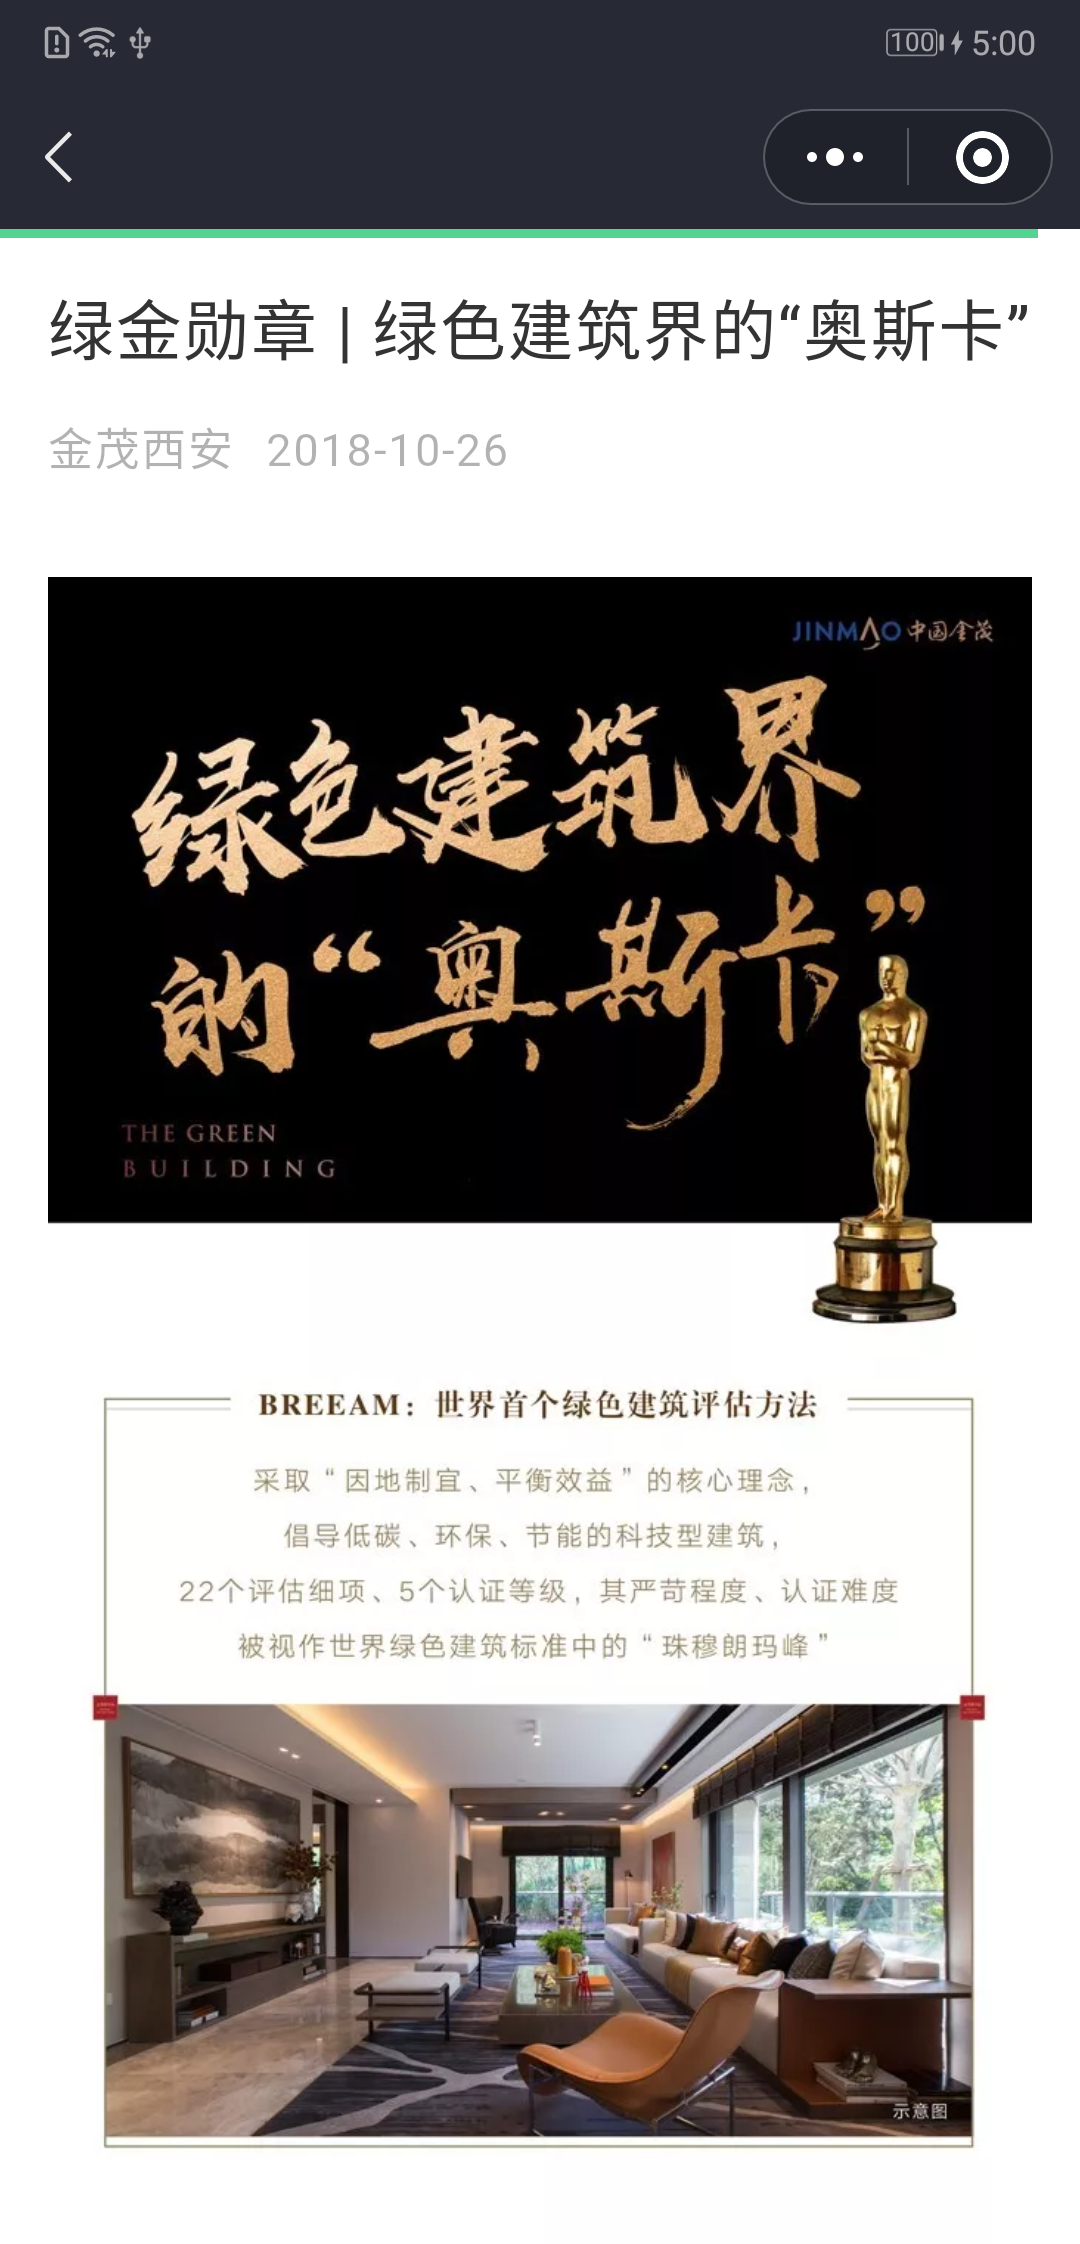 100 5:00
绿金勋章 | 绿色建筑界的“奥斯卡”
金茂西安 2018-10-26
JINMAO 中国金茂
绿色建筑界
的“奥斯卡”
THE GREEN
BUILDING
BREEAM：世界首个绿色建筑评估方法
采取“因地制宜、平衡效益”的核心理念，
倡导低碳、环保、节能的科技型建筑，
22个评估细项、5个认证等级，其严苛程度、认证难度
被视作世界绿色建筑标准中的“珠穆朗玛峰”
示意图